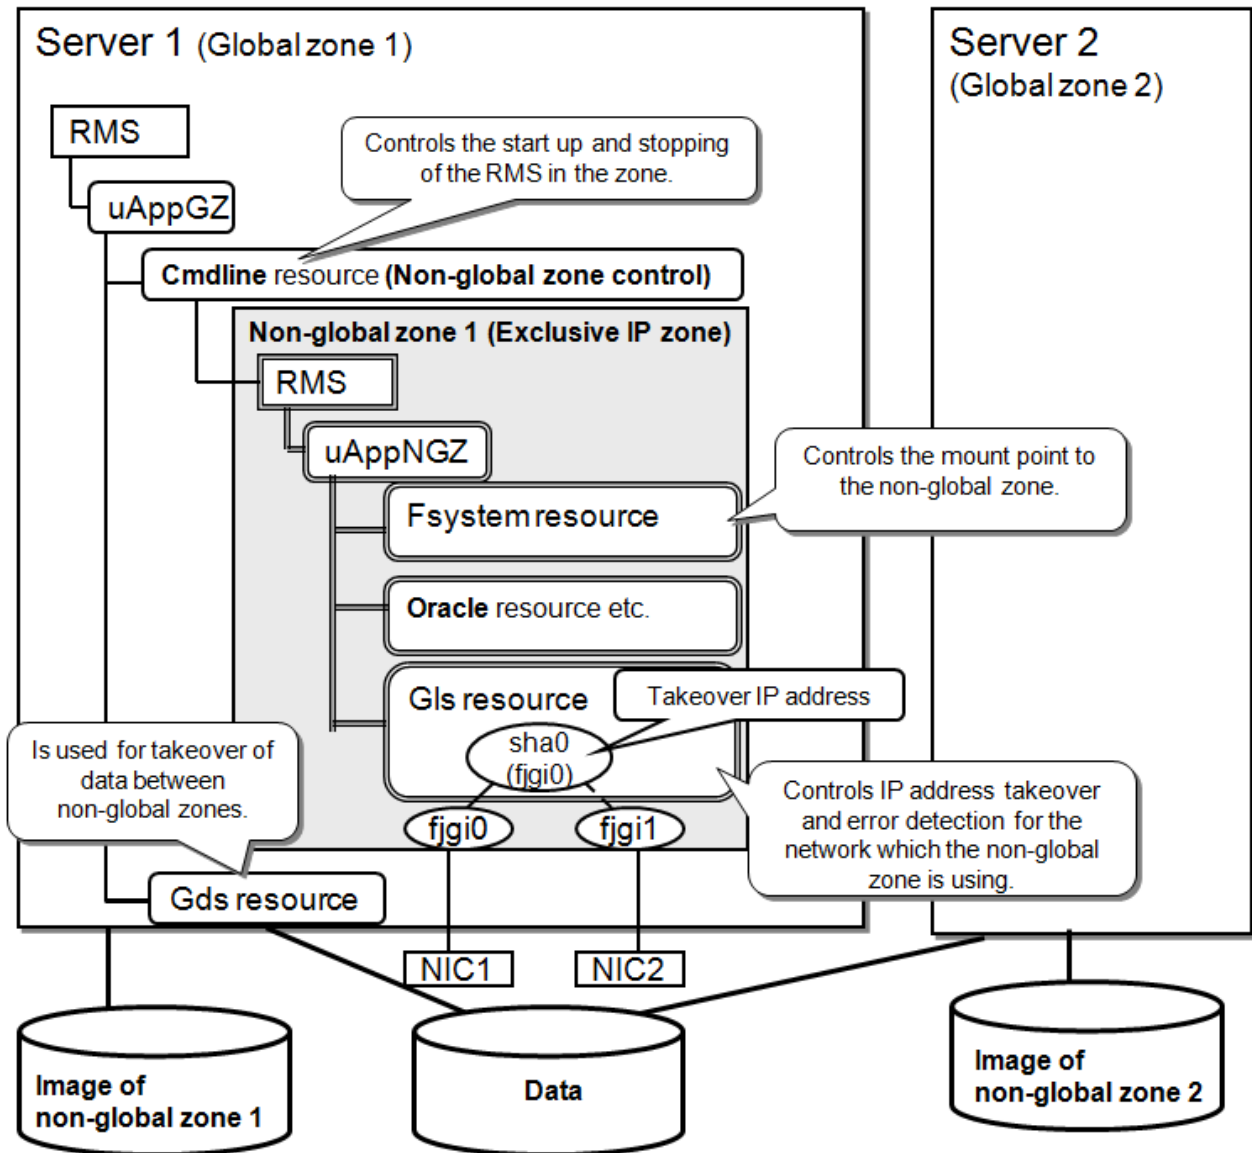 Server 1 (Global zone 1)
Server 2
(Global zone 2)
RMS
Controls the start up and stopping
of the RMS in the zone.
uAppGZ
Cmdline resource (Non-global zone control)
Non-global zone 1 (Exclusive IP zone)
RMS
uAppNGZ
Controls the mount point to
the non-global zone.
Fsystem resource
Oracle resource etc.
Gls resource
Takeover IP address
sha0
(fjgi0)
Is used for takeover of
data between
non-global zones.
Controls IP address takeover
and error detection for the
network which the non-global
zone is using.
fjgi0
fjgi1
Gds resource
NIC1
NIC2
Image of
non-global zone 1
Data
Image of
non-global zone 2